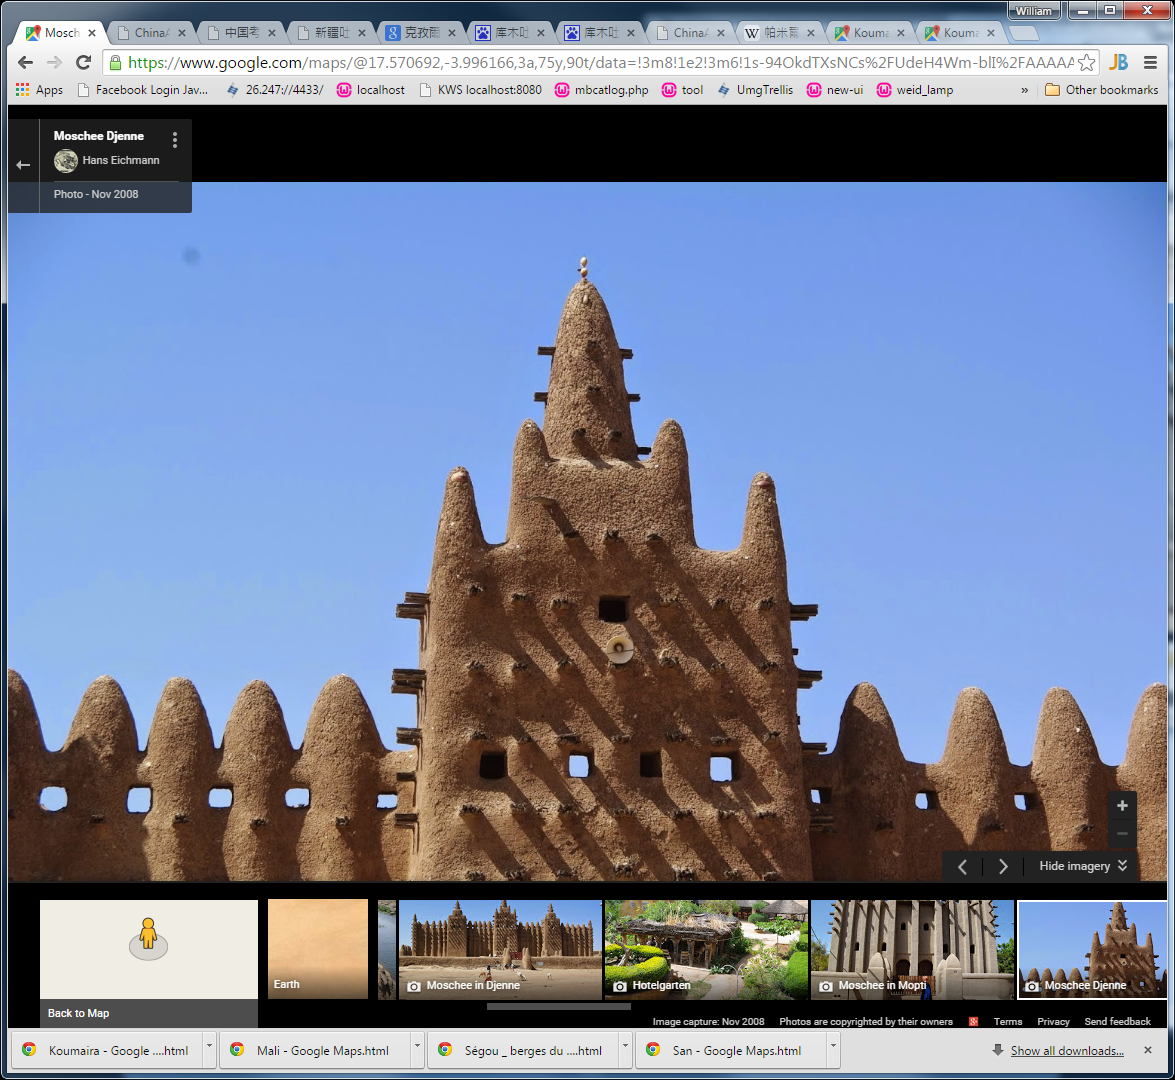 William
Mosch
ChinaA
中国考
新疆吐
克孜爾
库木吐
库木吐
ChinaA
帕米爾
Kouma
Kouma
https://www.google.com/maps/@17.570692,-3.996166,3a,75y,90t/data=!3m8!1e2!3m6!1s-94OkdTXsNCs%2FUdeH4Wm-blI%2FAAAAA
JB
Apps
Facebook Login Jav...
26.247://4433/
localhost
KWS localhost:8080
mbcatlog.php
tool
UmgTrellis
new-ui
weid_lamp
»
Other bookmarks
Moschee Djenne
Hans Eichmann
Photo - Nov 2008
Hide imagery
Back to Map
Earth
Moschee in Djenne
Hotelgarten
Moschee in Mopti
Moschee Djenne
Image capture: Nov 2008
Photos are copyrighted by their owners
Terms
Privacy
Send feedback
Koumaira - Google ....html
Mali - Google Maps.html
Ségou _ berges du ....html
San - Google Maps.html
Show all downloads...